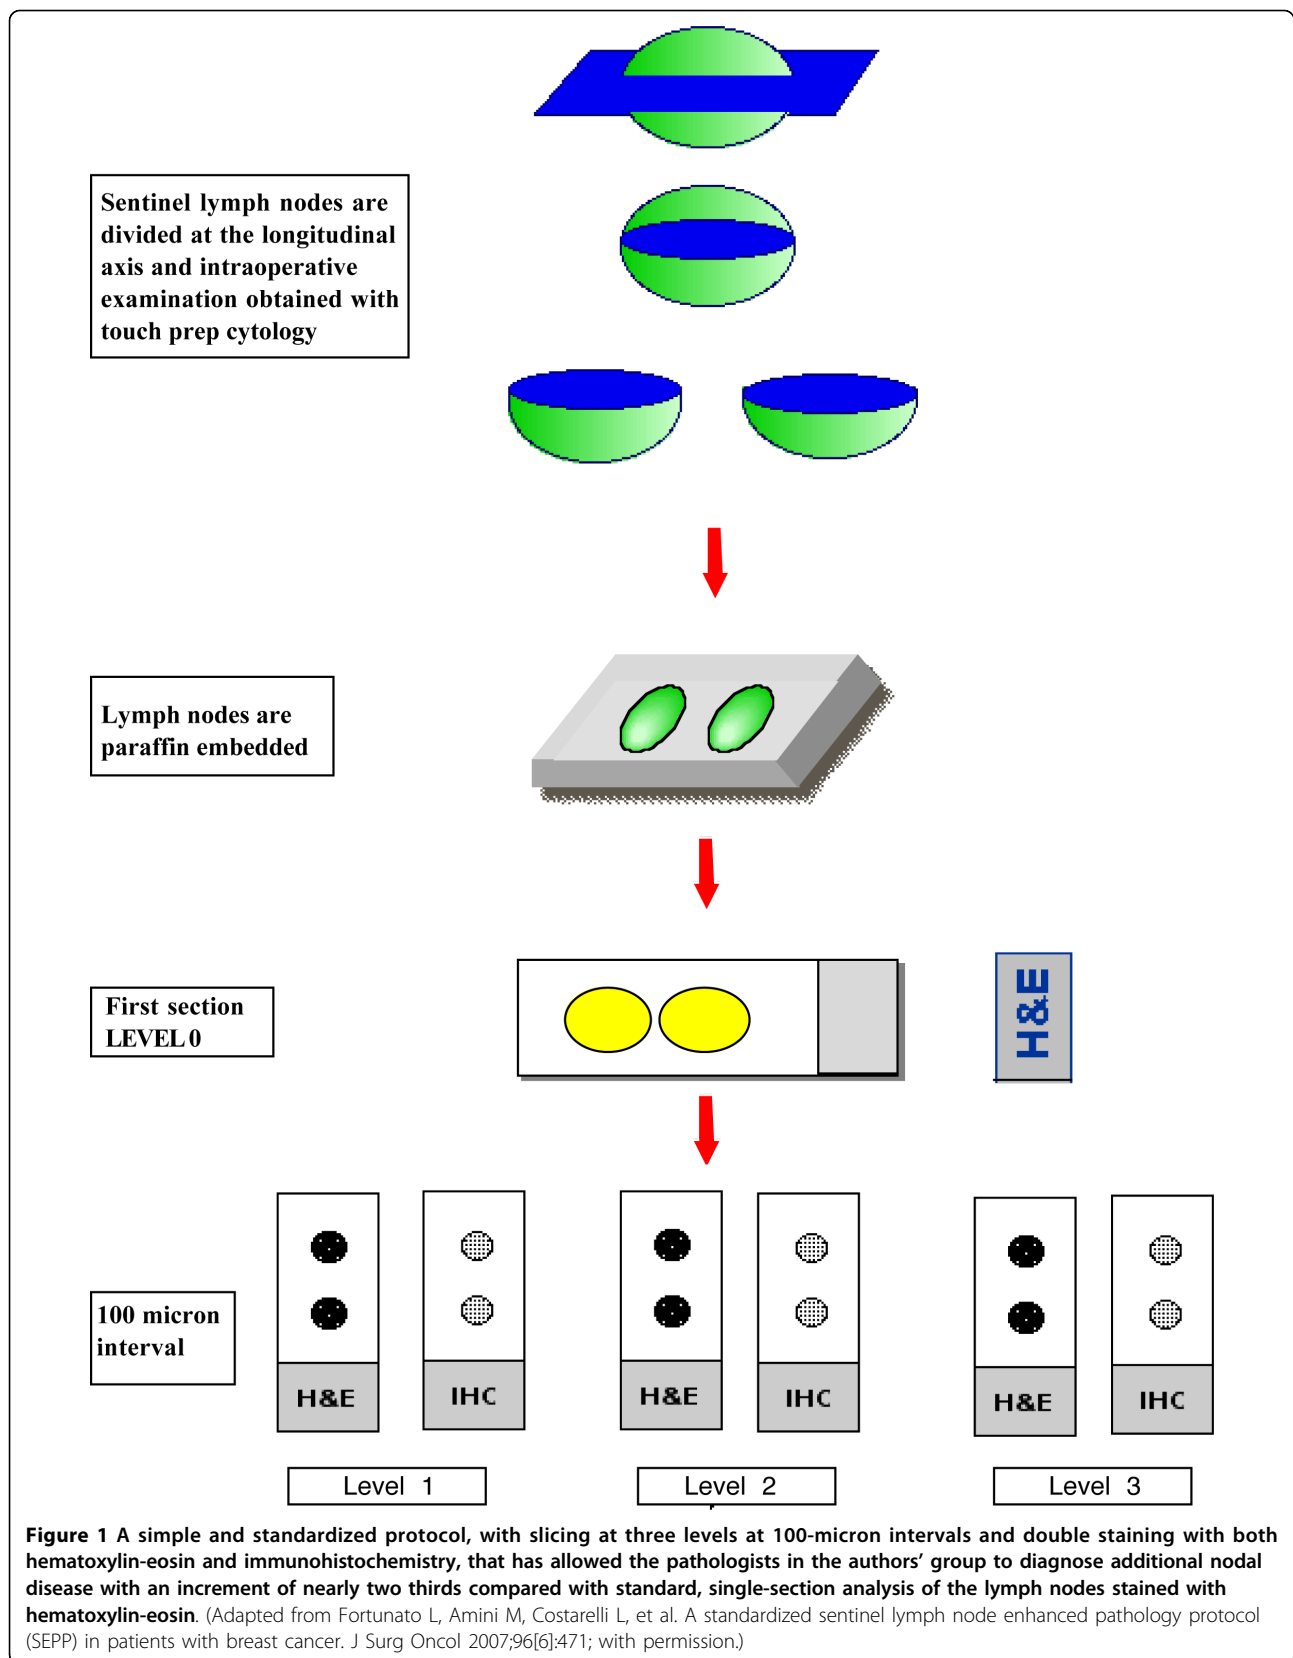 Sentinel lymph nodes are
divided at the longitudinal
axis and intraoperative
examination obtained with
touch prep cytology
Lymph nodes are
paraffin embedded
First section
LEVEL 0
H&E
100 micron
interval
H&E
IHC
H&E
IHC
H&E
IHC
Level 1
Level 2
Level 3
Figure 1 A simple and standardized protocol, with slicing at three levels at 100-micron intervals and double staining with both
hematoxylin-eosin and immunohistochemistry, that has allowed the pathologists in the authors' group to diagnose additional nodal
disease with an increment of nearly two thirds compared with standard, single-section analysis of the lymph nodes stained with
hematoxylin-eosin. (Adapted from Fortunato L, Amini M, Costarelli L, et al. A standardized sentinel lymph node enhanced pathology protocol
(SEPP) in patients with breast cancer. J Surg Oncol 2007;96[6]:471; with permission.)